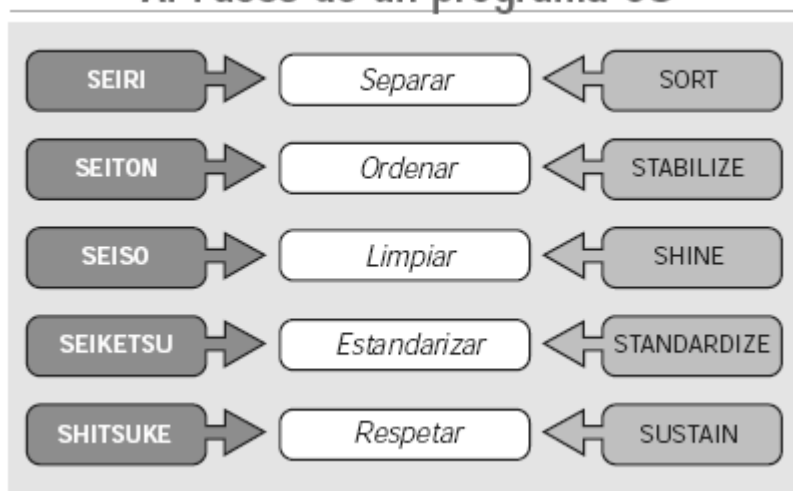 SEIRI Separar SORT
SEITON Ordenar STABILIZE
SEISO Limpiar SHINE
SEIKETSU Estandarizar STANDARDIZE
SHITSUKE Respetar SUSTAIN